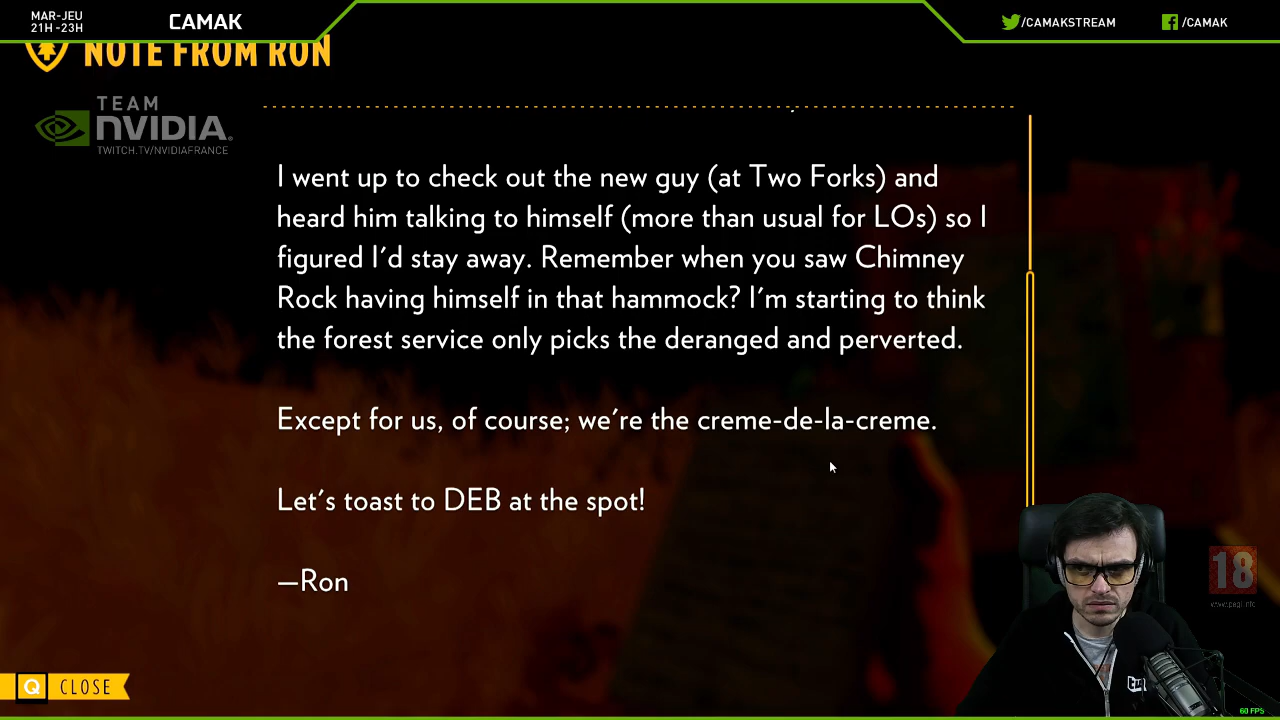 MAR-JEU
21H -23H
CAMAK
/CAMAKSTREAM
/CAMAK
NOTE FROM RON
TEAM
NVIDIA.
TWITCH.TV/NVIDIAFRANCE
I went up to check out the new guy (at Two Forks) and
heard him talking to himself (more than usual for LOs) so I
figured I'd stay away. Remember when you saw Chimney
Rock having himself in that hammock? I'm starting to think
the forest service only picks the deranged and perverted.
Except for us, of course; we're the creme-de-la-creme.
Let's toast to DEB at the spot!
—Ron
18
www.pegi.info
Q CLOSE
60 FPS